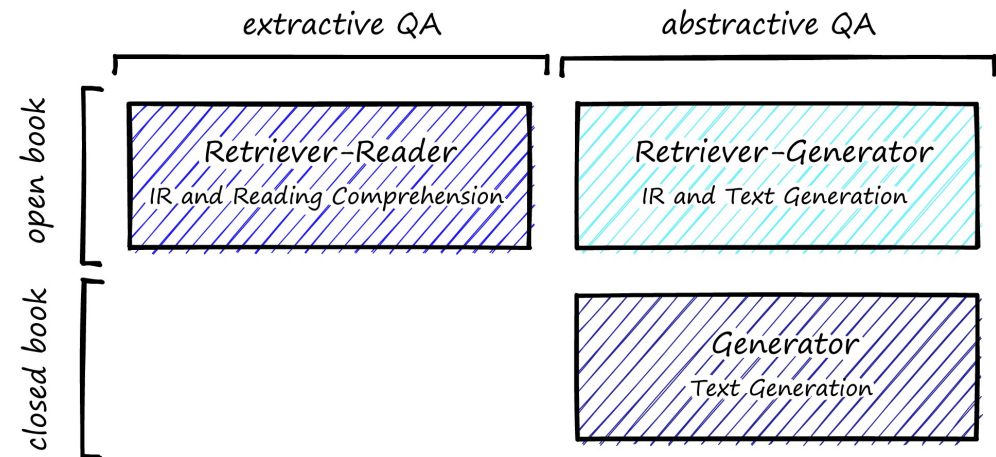 extractive QA
abstractive QA
open book
Retriever-Reader
IR and Reading Comprehension
Retriever-Generator
IR and Text Generation
closed book
Generator
Text Generation